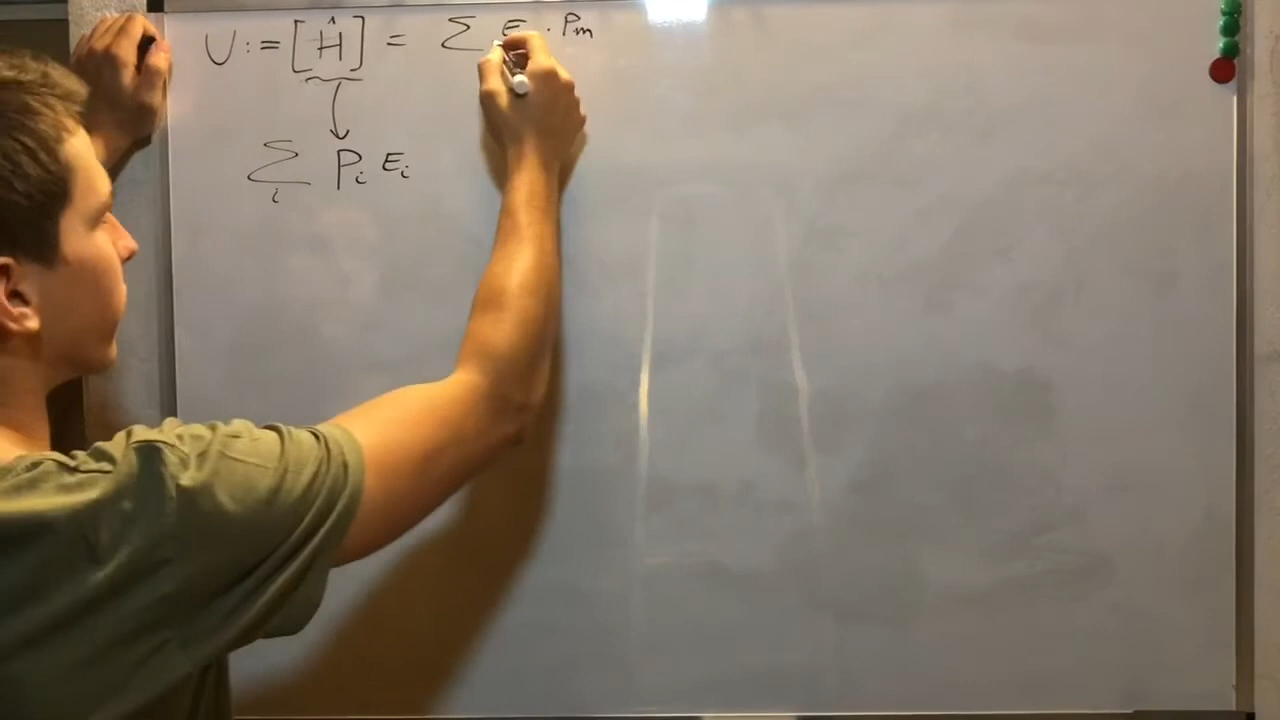 U := [Ĥ] = Σ E · Pm
Σ Pi Ei
i